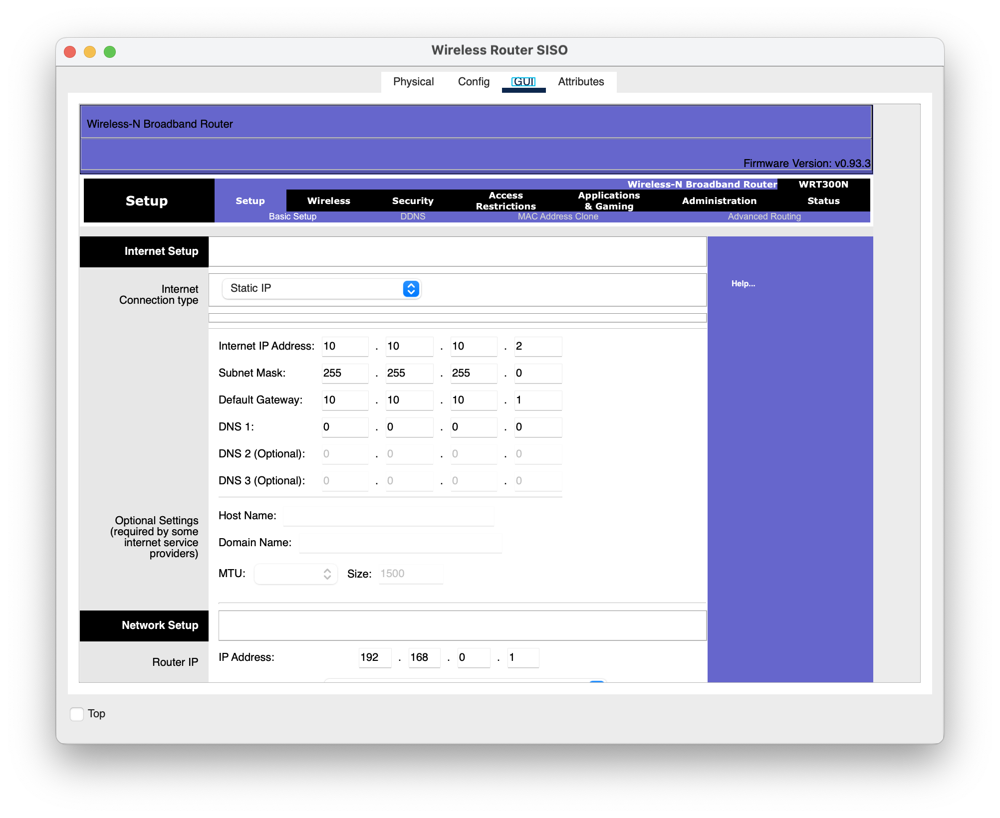 Wireless Router SISO
Physical Config GUI Attributes
Wireless-N Broadband Router
Firmware Version: v0.93.3
Wireless-N Broadband Router WRT300N
Setup
Setup Wireless Security Access Restrictions Applications & Gaming Administration Status
Basic Setup DDNS MAC Address Clone Advanced Routing
Internet Setup
Internet
Connection type
Static IP
Help...
Internet IP Address: 10 . 10 . 10 . 2
Subnet Mask: 255 . 255 . 255 . 0
Default Gateway: 10 . 10 . 10 . 1
DNS 1: 0 . 0 . 0 . 0
DNS 2 (Optional): 0 . 0 . 0 . 0
DNS 3 (Optional): 0 . 0 . 0 . 0
Optional Settings
(required by some
internet service
providers)
Host Name:
Domain Name:
MTU: Size: 1500
Network Setup
Router IP
IP Address: 192 . 168 . 0 . 1
Top